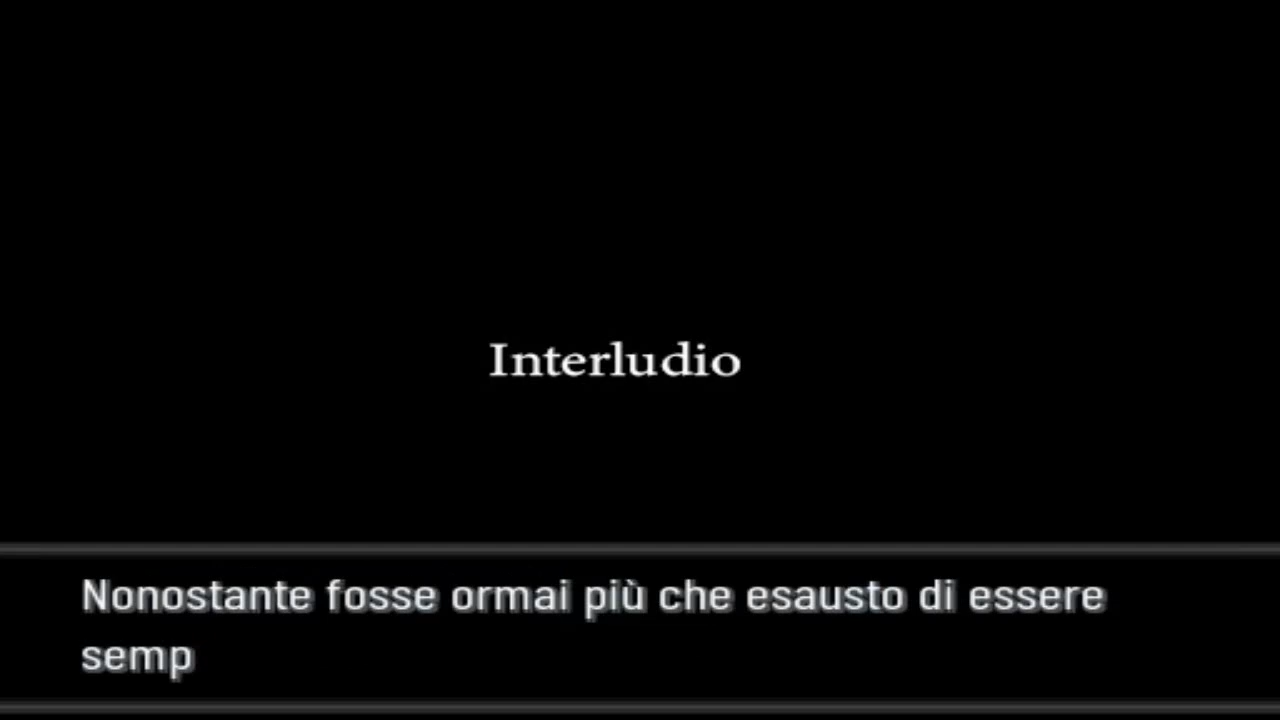 Interludio
Nonostante fosse ormai più che esausto di essere
semp